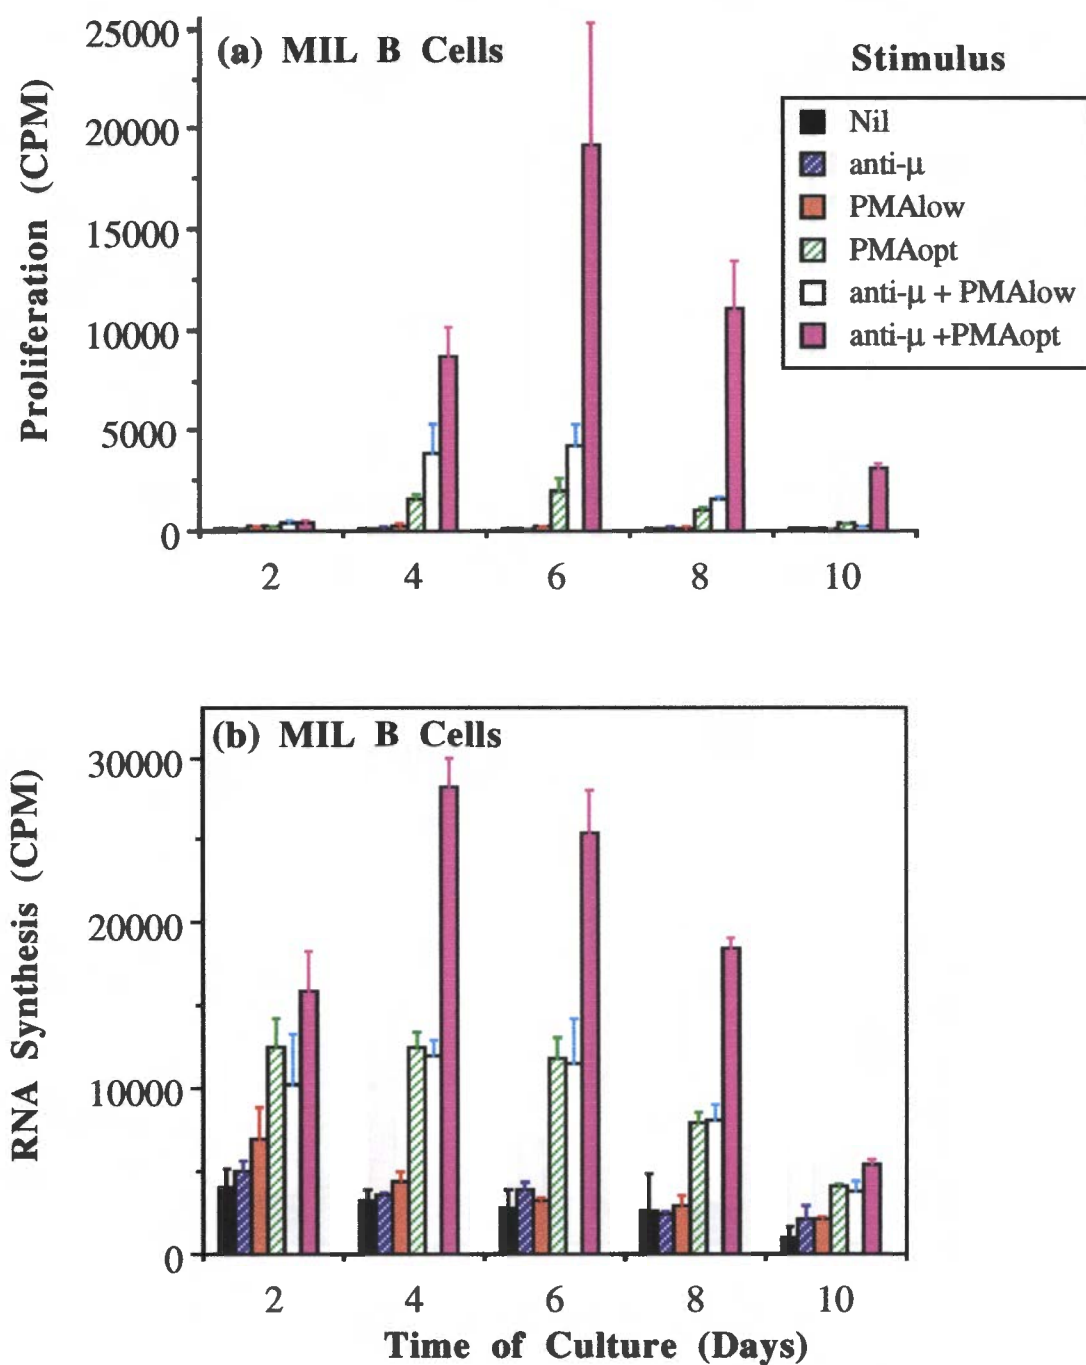 (a) MIL B Cells
Proliferation (CPM)
25000
20000
15000
10000
5000
0
2 4 6 8 10
Stimulus
Nil
anti-μ
PMAlow
PMAopt
anti-μ + PMAlow
anti-μ +PMAopt
(b) MIL B Cells
RNA Synthesis (CPM)
30000
20000
10000
0
2 4 6 8 10
Time of Culture (Days)